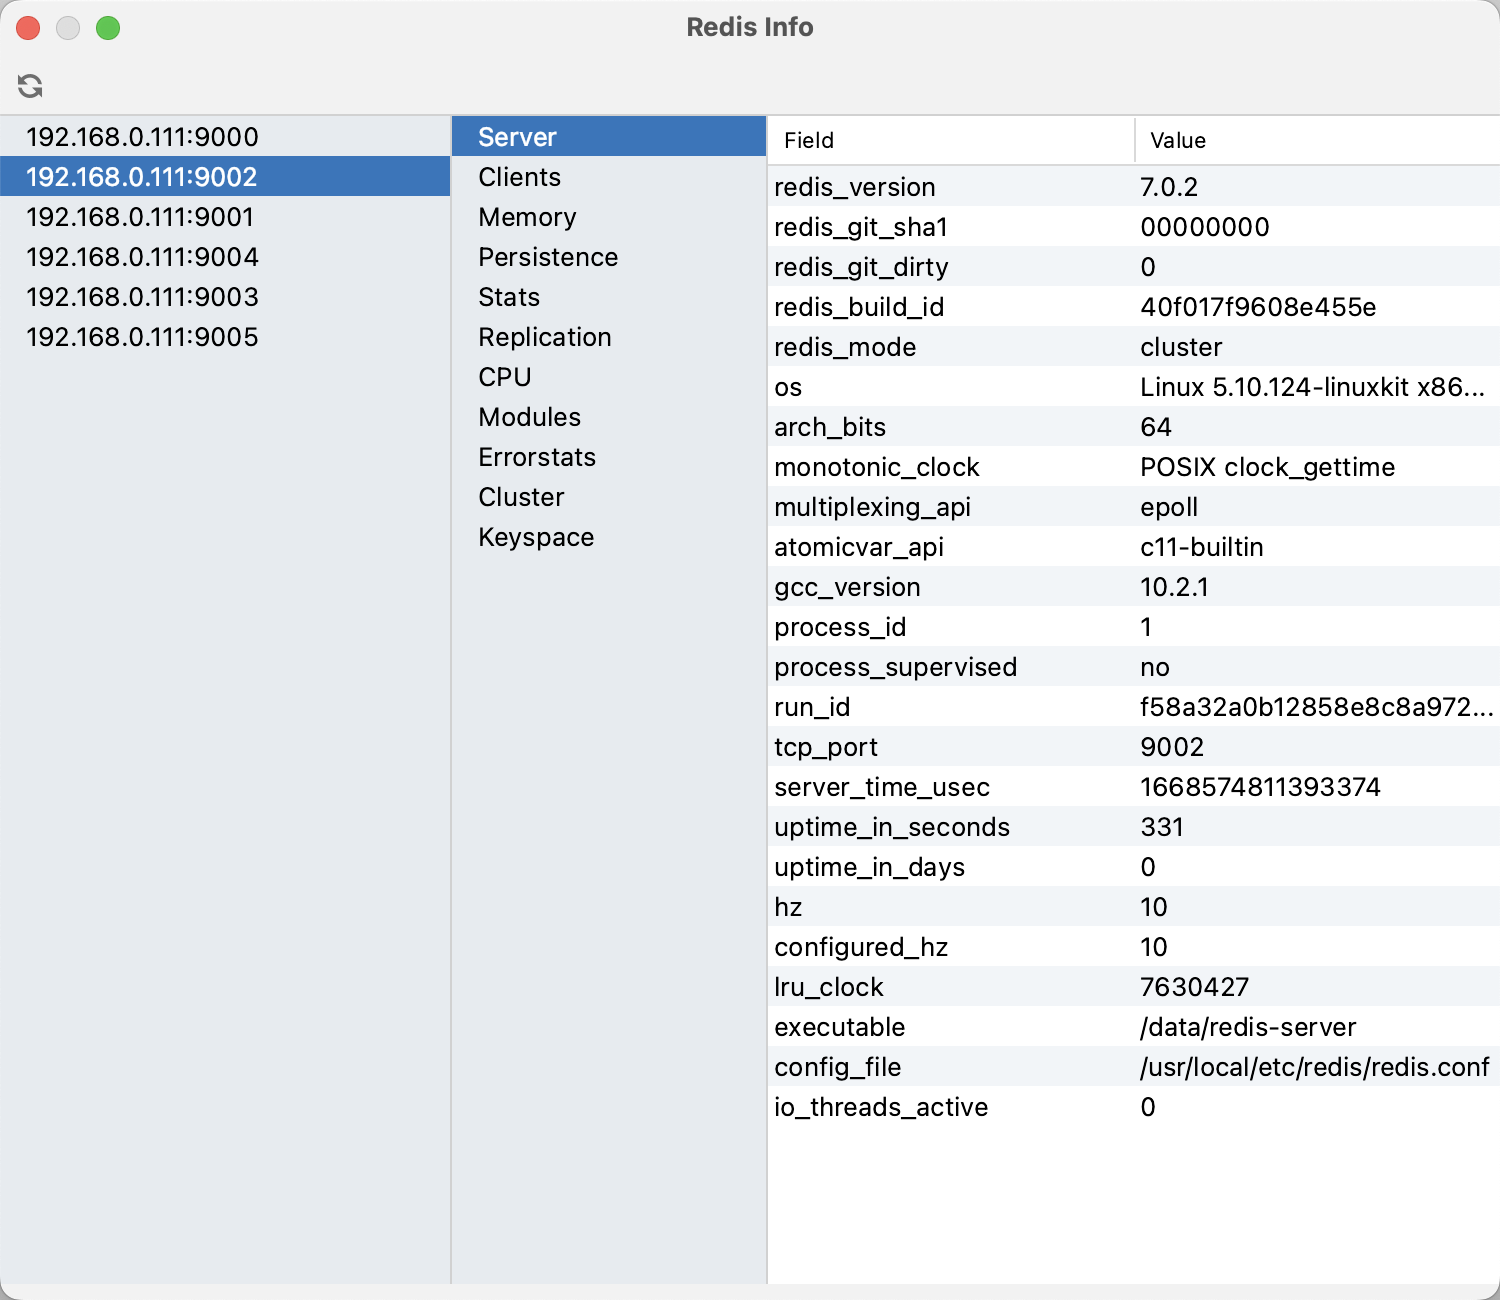 Redis Info
192.168.0.111:9000
192.168.0.111:9002
192.168.0.111:9001
192.168.0.111:9004
192.168.0.111:9003
192.168.0.111:9005
Server
Clients
Memory
Persistence
Stats
Replication
CPU
Modules
Errorstats
Cluster
Keyspace
Field Value
redis_version 7.0.2
redis_git_sha1 00000000
redis_git_dirty 0
redis_build_id 40f017f9608e455e
redis_mode cluster
os Linux 5.10.124-linuxkit x86...
arch_bits 64
monotonic_clock POSIX clock_gettime
multiplexing_api epoll
atomicvar_api c11-builtin
gcc_version 10.2.1
process_id 1
process_supervised no
run_id f58a32a0b12858e8c8a972...
tcp_port 9002
server_time_usec 1668574811393374
uptime_in_seconds 331
uptime_in_days 0
hz 10
configured_hz 10
lru_clock 7630427
executable /data/redis-server
config_file /usr/local/etc/redis/redis.conf
io_threads_active 0